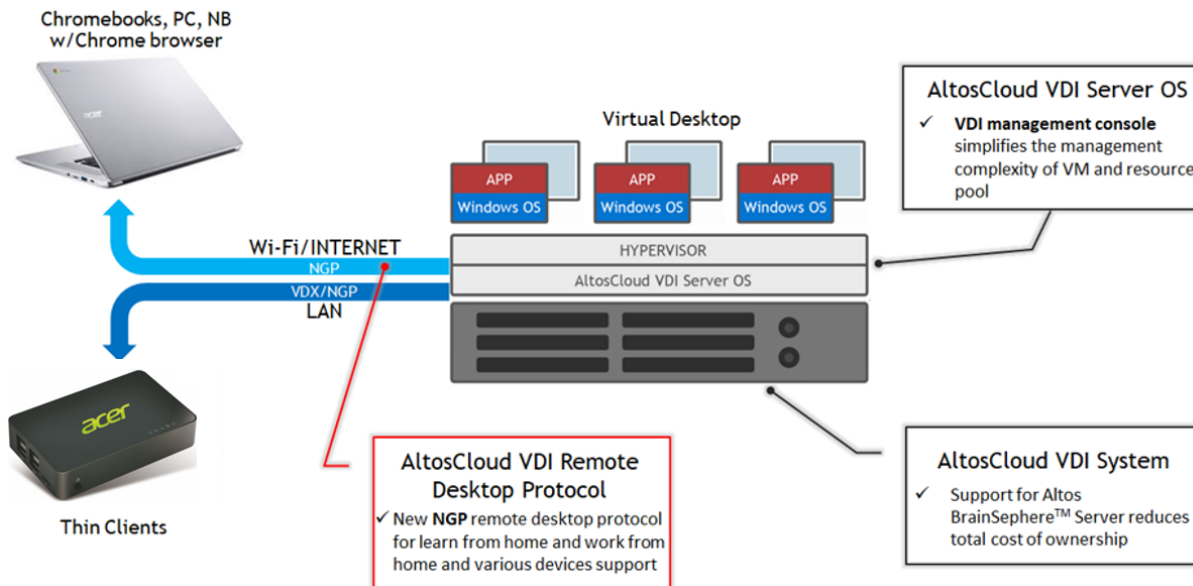 Chromebooks, PC, NB
w/Chrome browser
acer
Virtual Desktop
APP
Windows OS
APP
Windows OS
APP
Windows OS
HYPERVISOR
AltosCloud VDI Server OS
Wi-Fi/INTERNET
NGP
VDX/NGP
LAN
acer
Thin Clients
AltosCloud VDI Server OS
✓ VDI management console
simplifies the management
complexity of VM and resource
pool
AltosCloud VDI Remote
Desktop Protocol
✓ New NGP remote desktop protocol
for learn from home and work from
home and various devices support
AltosCloud VDI System
✓ Support for Altos
BrainSphere™ Server reduces
total cost of ownership